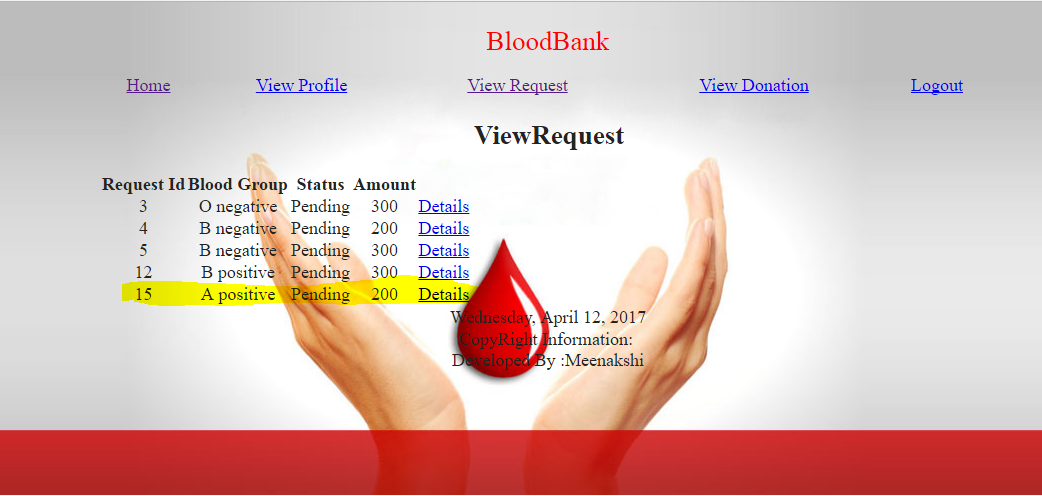 BloodBank
Home View Profile View Request View Donation Logout
ViewRequest
Request Id Blood Group Status Amount
3 O negative Pending 300 Details
4 B negative Pending 200 Details
5 B negative Pending 300 Details
12 B positive Pending 300 Details
15 A positive Pending 200 Details
Wednesday, April 12, 2017
CopyRight Information:
Developed By :Meenakshi